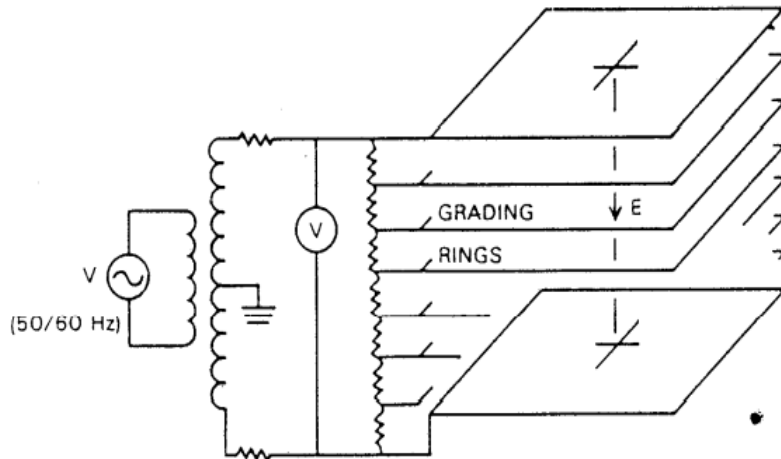 GRADING
V
E
RINGS
V
(50/60 Hz)